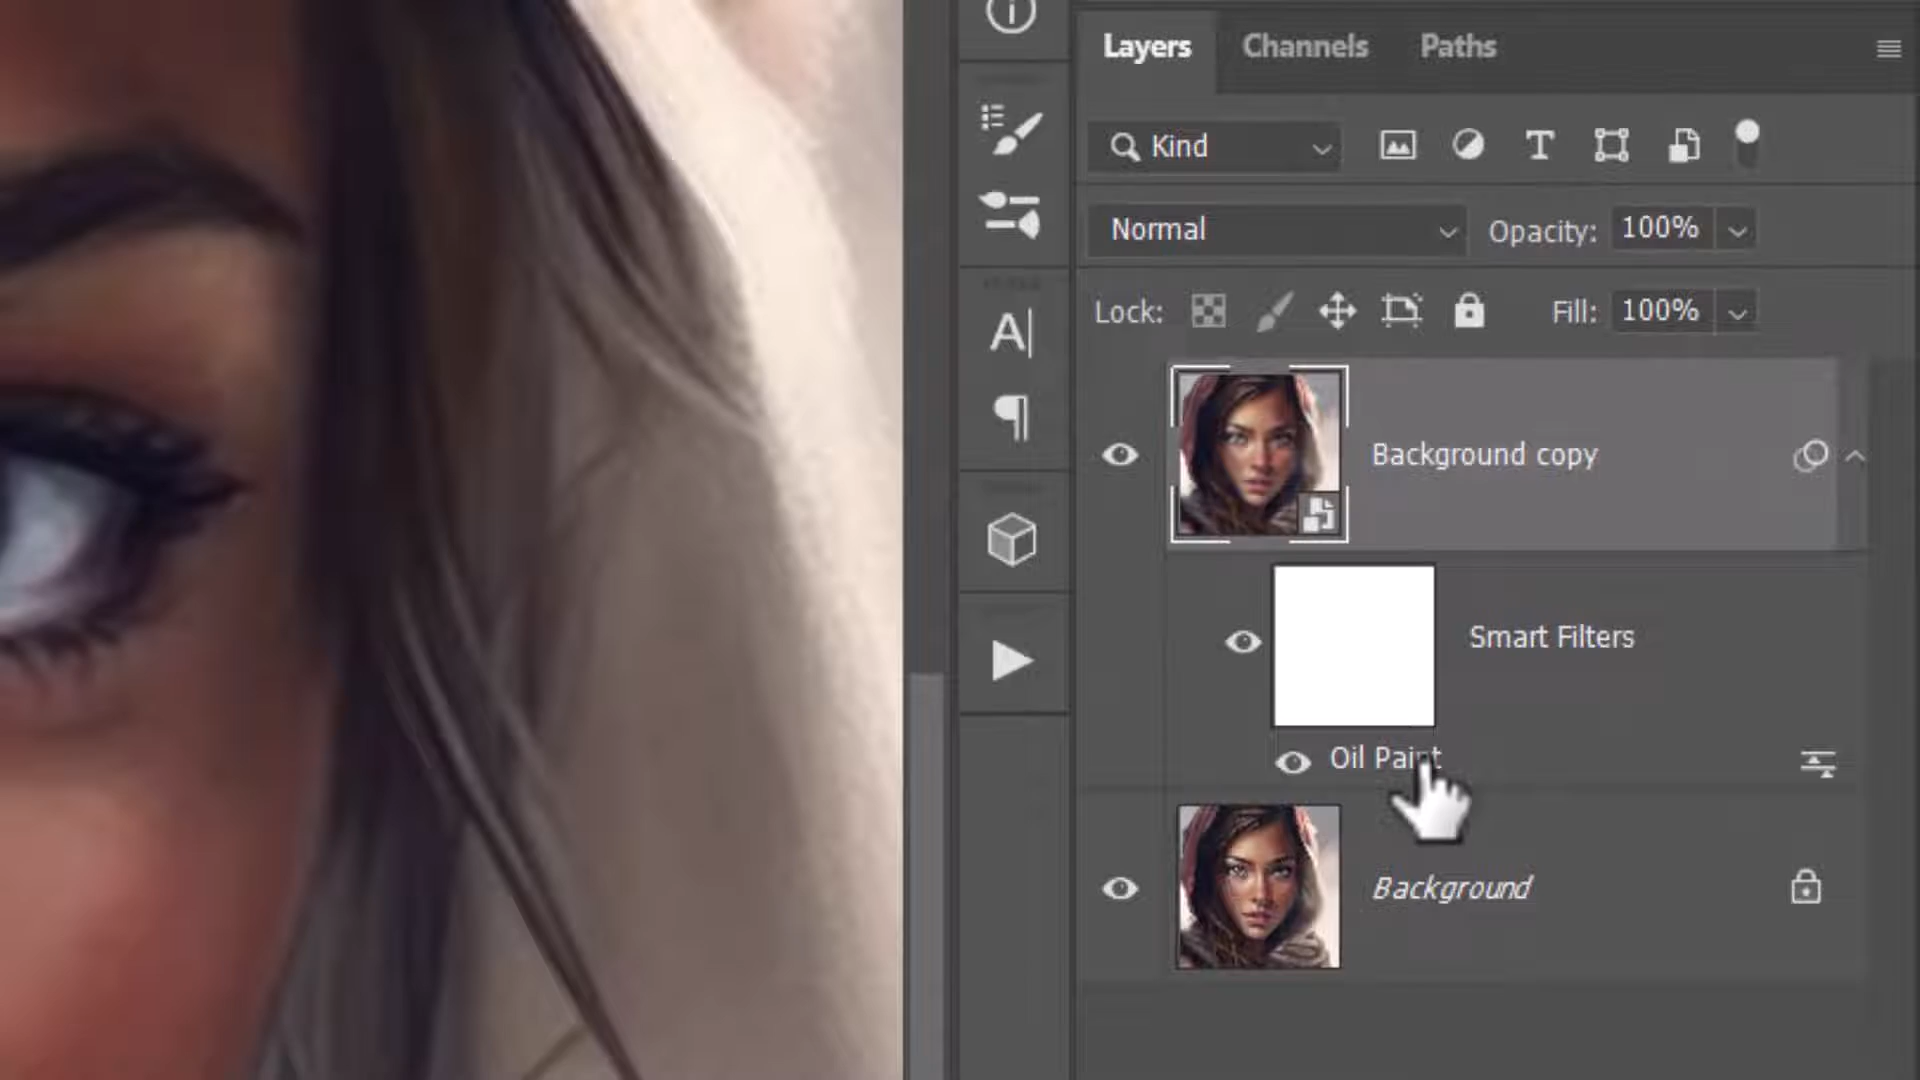 Layers Channels Paths
Kind
Normal Opacity: 100%
Lock: Fill: 100%
Background copy
Smart Filters
Oil Paint
Background